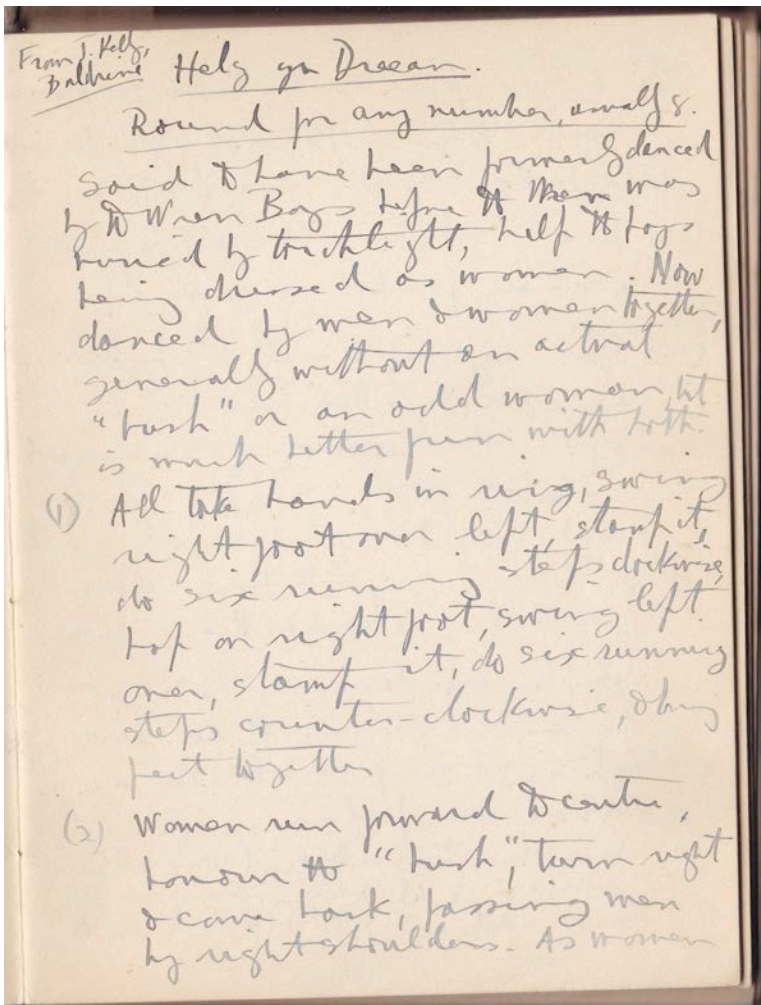 From J. Kelly,
Baldrine
Helg yn Dreean.
Round for any number, usually 8.
Said to have been formerly danced
by the Wren Boys before the Wren was
buried by torchlight, half the boys
being dressed as women. Now
danced by men & women together,
generally without an actual
"bush" or an odd woman, but
is much better fun with both.
(1) All take hands in ring, swing
right foot over left, stamp it,
do six running steps clockwise,
hop on right foot, swing left
over, stamp it, do six running
steps counter-clockwise, & bring
feet together
(2) Women run forward to centre,
honour the "bush", turn right
& come back, passing men
by right shoulders. As women